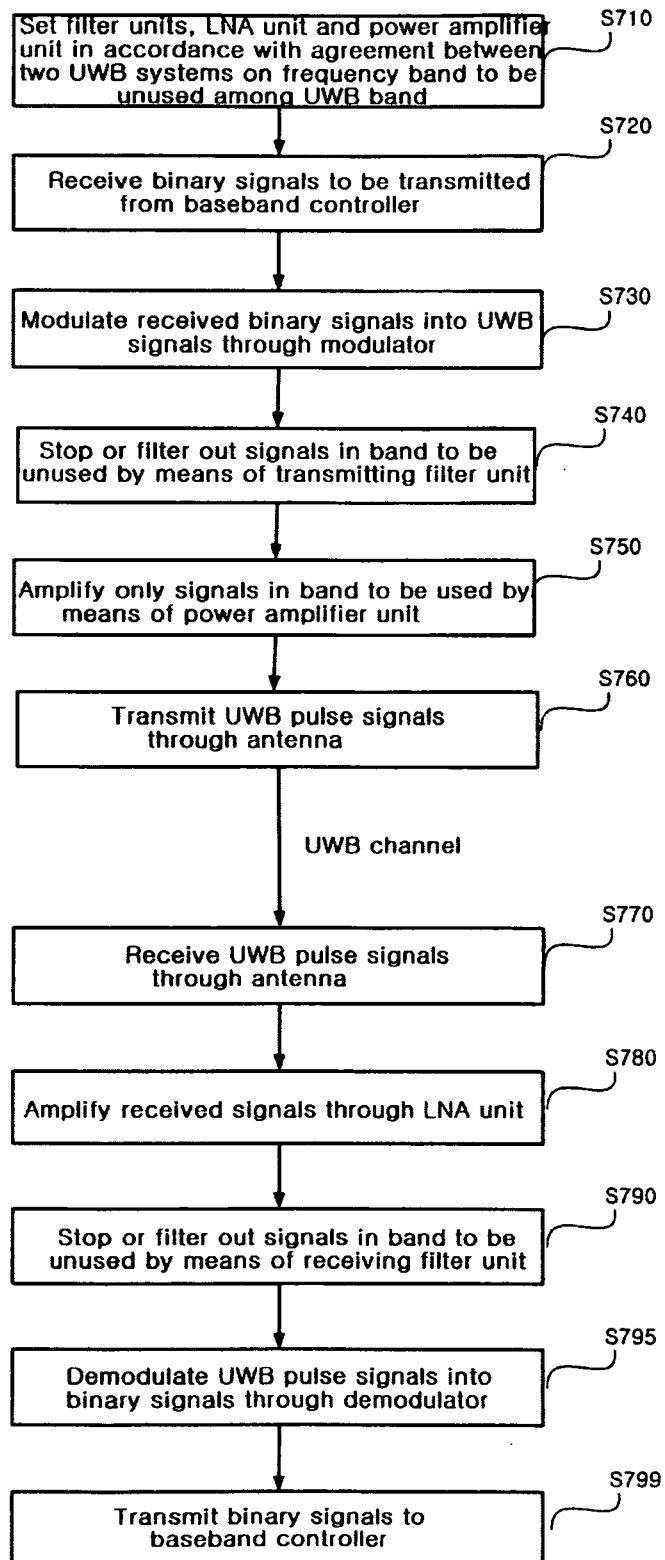 S710
Set filter units, LNA unit and power amplifier
unit in accordance with agreement between
two UWB systems on frequency band to be
unused among UWB band
S720
Receive binary signals to be transmitted
from baseband controller
S730
Modulate received binary signals into UWB
signals through modulator
S740
Stop or filter out signals in band to be
unused by means of transmitting filter unit
S750
Amplify only signals in band to be used by
means of power amplifier unit
S760
Transmit UWB pulse signals
through antenna
UWB channel
S770
Receive UWB pulse signals
through antenna
S780
Amplify received signals through LNA unit
S790
Stop or filter out signals in band to be
unused by means of receiving filter unit
S795
Demodulate UWB pulse signals into
binary signals through demodulator
S799
Transmit binary signals to
baseband controller